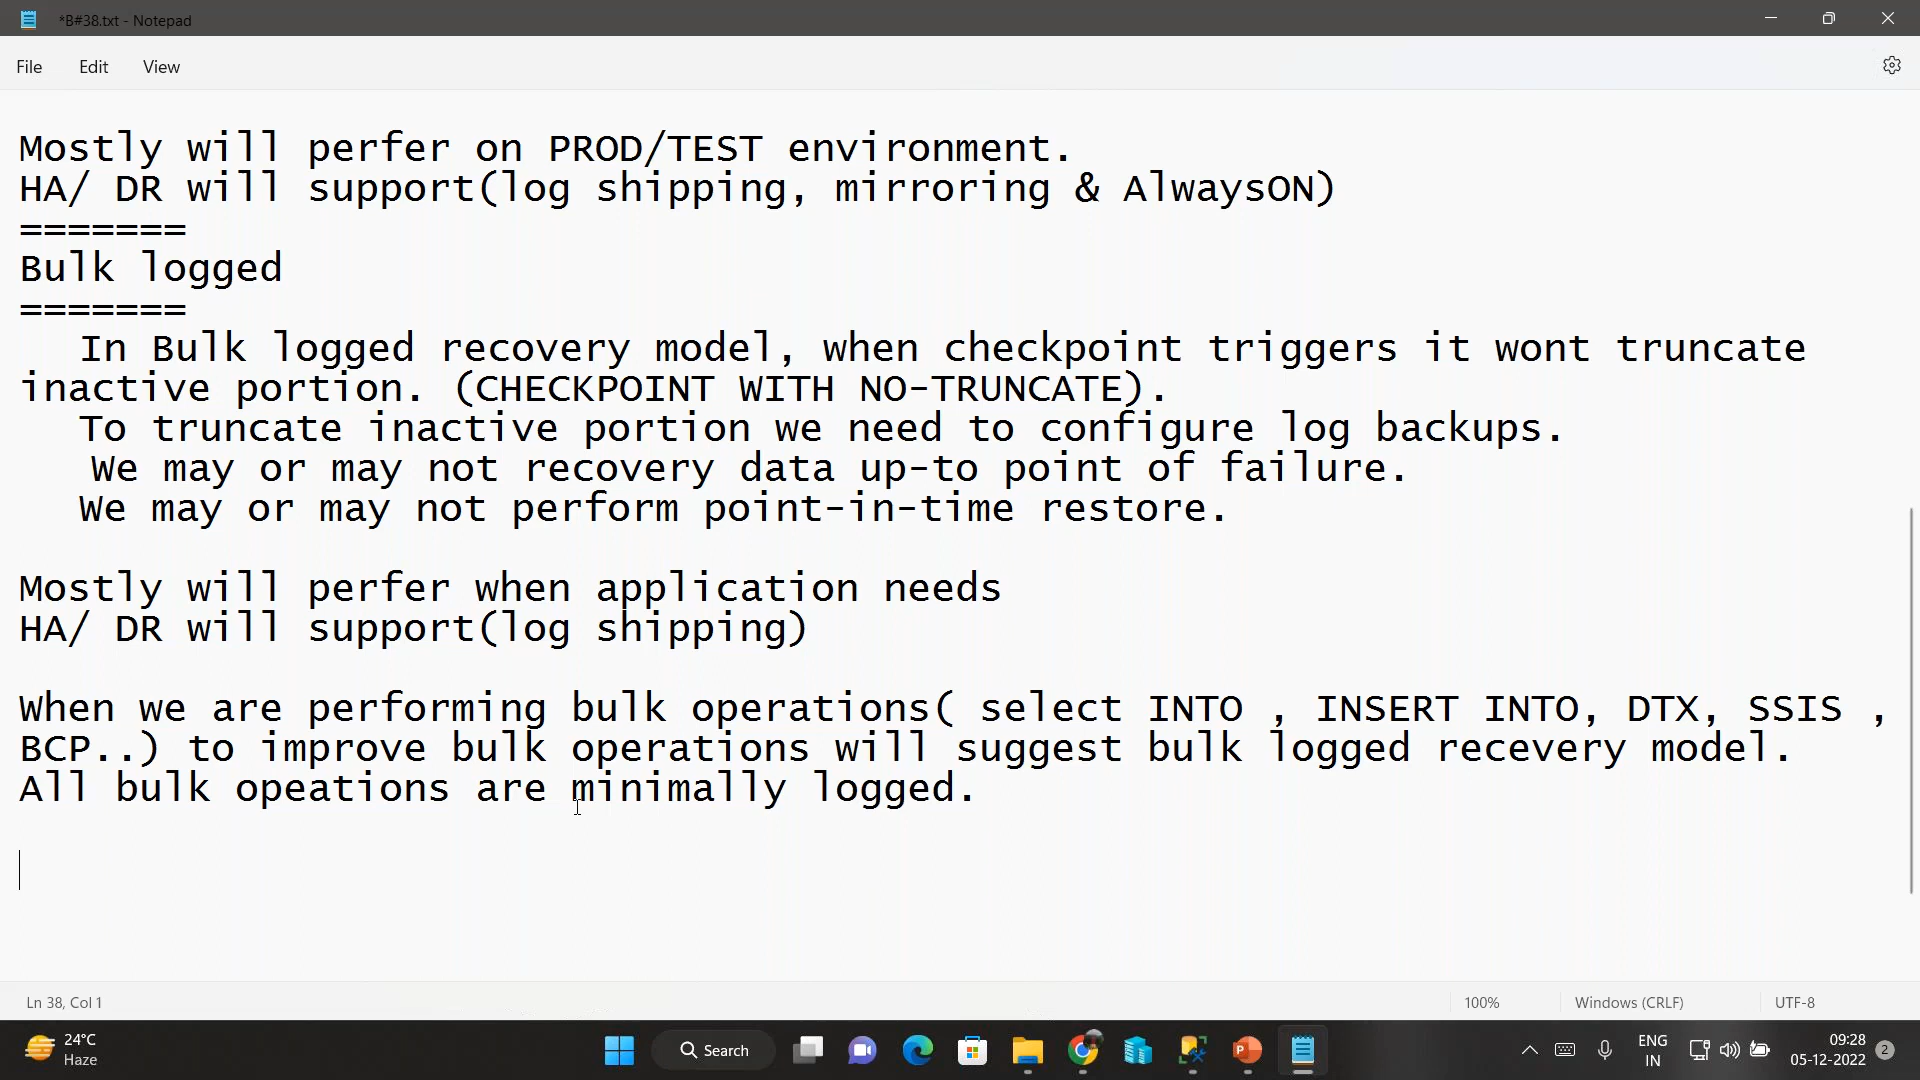 *B#38.txt - Notepad
File Edit View
Mostly will perfer on PROD/TEST environment.
HA/ DR will support(log shipping, mirroring & AlwaysON)
=======
Bulk logged
=======
In Bulk logged recovery model, when checkpoint triggers it wont truncate
inactive portion. (CHECKPOINT WITH NO-TRUNCATE).
To truncate inactive portion we need to configure log backups.
We may or may not recovery data up-to point of failure.
We may or may not perform point-in-time restore.
Mostly will perfer when application needs
HA/ DR will support(log shipping)
When we are performing bulk operations( select INTO , INSERT INTO, DTX, SSIS ,
BCP..) to improve bulk operations will suggest bulk logged recevery model.
All bulk opeations are minimally logged.
Ln 38, Col 1 100% Windows (CRLF) UTF-8
24°C
Haze
Search
ENG
IN
09:28
05-12-2022
2